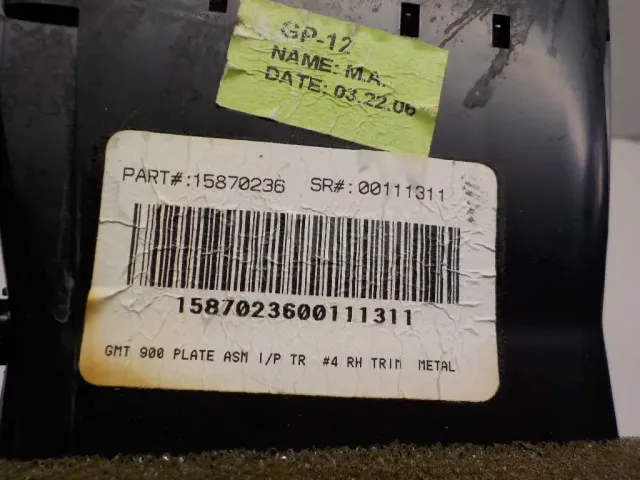 GP-12
NAME: M.A.
DATE: 03.22.06
PART#:15870236 SR#:00111311
1587023600111311
GMT 900 PLATE ASM I/P TR #4 RH TRIM METAL